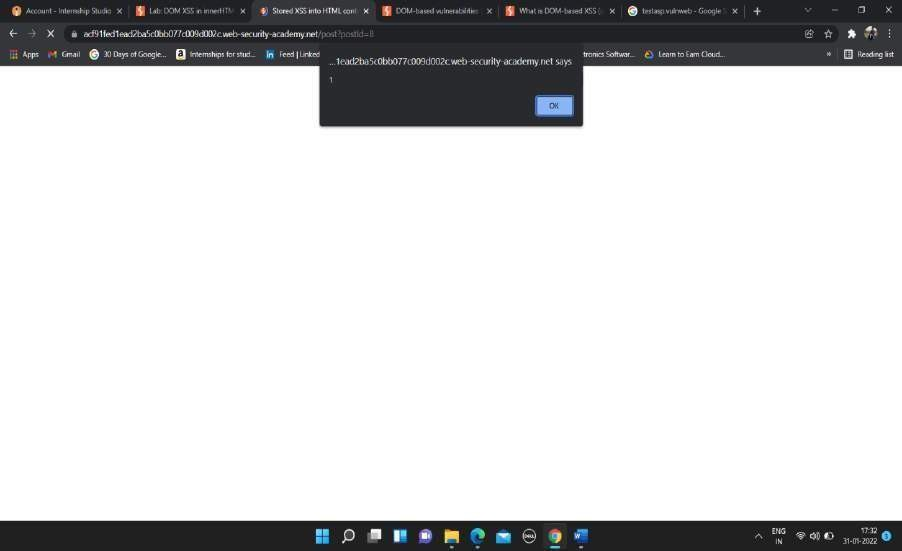 Account - Internship Studio
Lab: DOM XSS in innerHTM
Stored XSS into HTML cont
DOM-based vulnerabilities
What is DOM-based XSS (
testasp.vulnweb - Google S
acf91fed1ead2ba5c0bb077c009d002c.web-security-academy.net/post?postId=8
Apps
Gmail
30 Days of Google...
Internships for stud...
Feed | Linked
tronics Softwar...
Learn to Earn Cloud...
»
Reading list
...1ead2ba5c0bb077c009d002c.web-security-academy.net says
1
OK
ENG
IN
17:32
31-01-2022